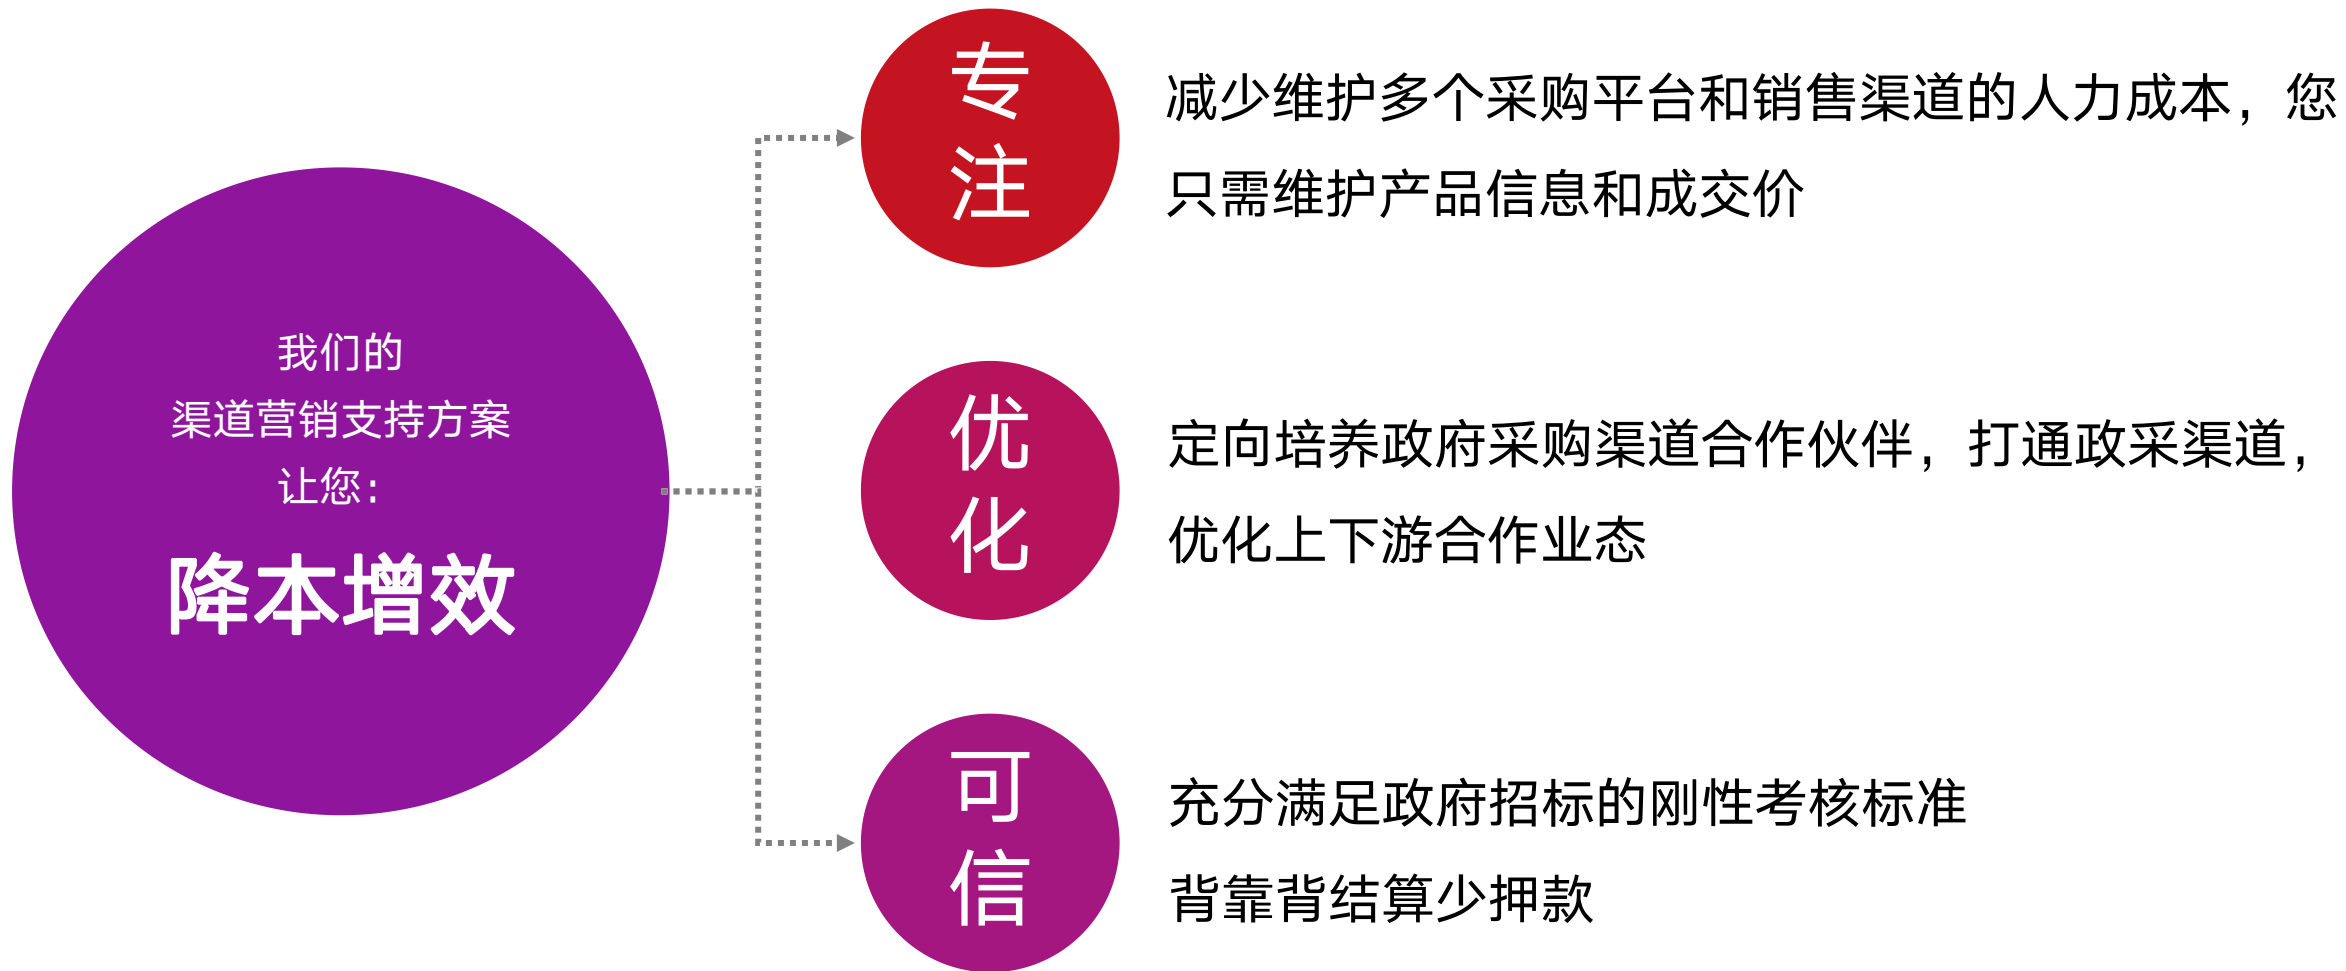 我们的
渠道营销支持方案
让您：
降本增效
专
注
减少维护多个采购平台和销售渠道的人力成本，您
只需维护产品信息和成交价
优
化
定向培养政府采购渠道合作伙伴，打通政采渠道，
优化上下游合作业态
可
信
充分满足政府招标的刚性考核标准
背靠背结算少押款